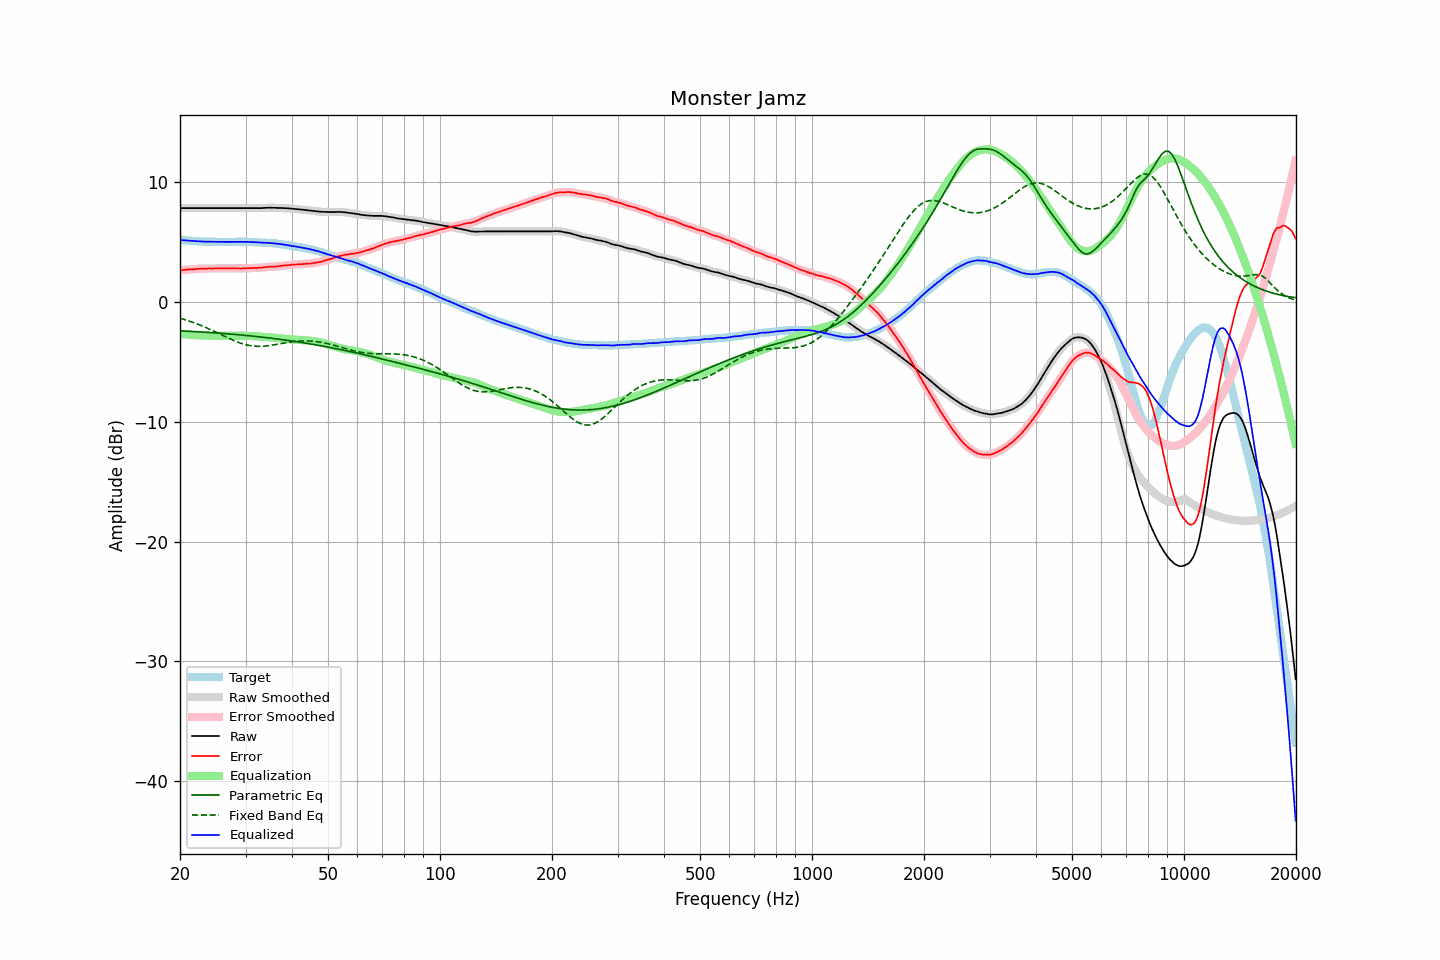 Monster Jamz
Amplitude (dBr)
10
0
−10
−20
−30
−40
Target
Raw Smoothed
Error Smoothed
Raw
Error
Equalization
Parametric Eq
Fixed Band Eq
Equalized
20 50 100 200 500 1000 2000 5000 10000 20000
Frequency (Hz)